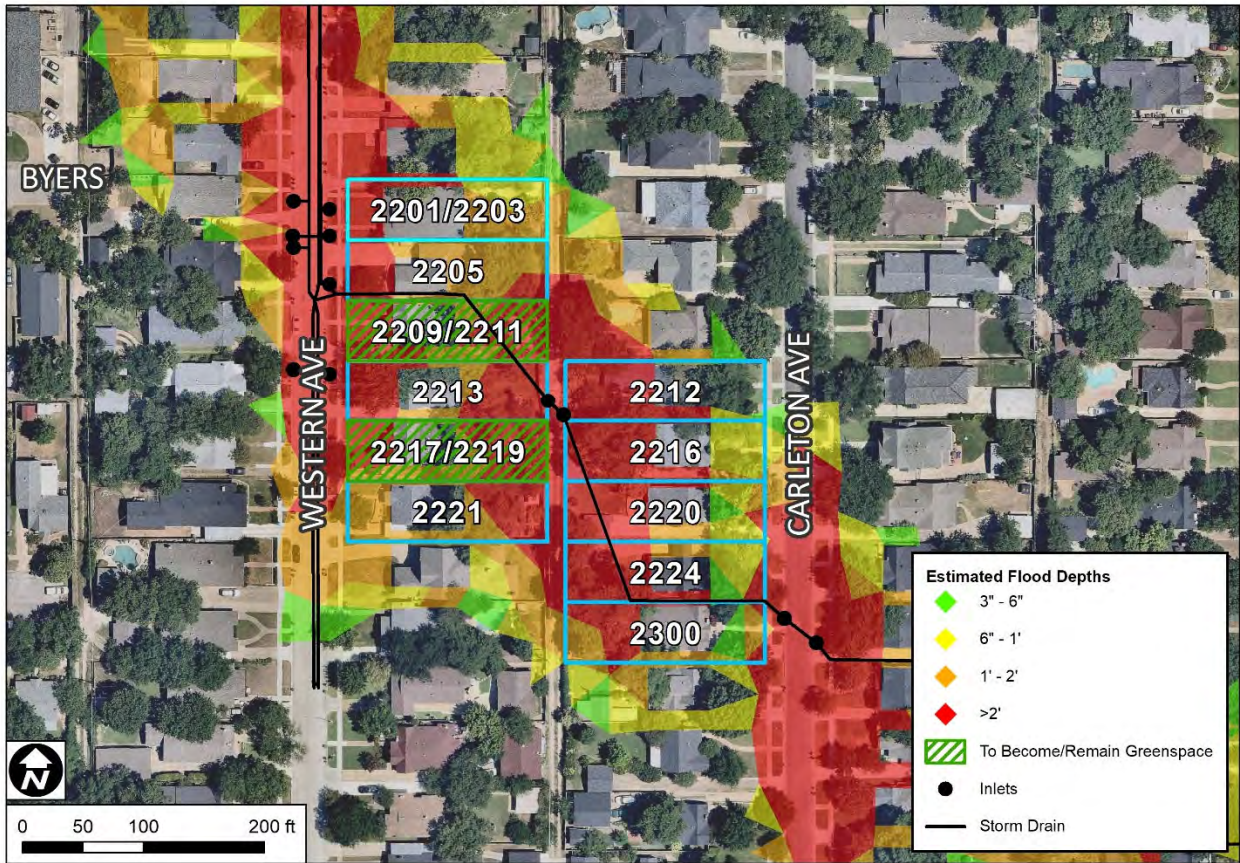 BYERS
2201/2203
2205
2209/2211
2213
2217/2219
2221
WESTERN AVE
2212
2216
2220
2224
2300
CARLETON AVE
Estimated Flood Depths
3" - 6"
6" - 1'
1' - 2'
>2'
To Become/Remain Greenspace
Inlets
Storm Drain
N
0 50 100 200 ft